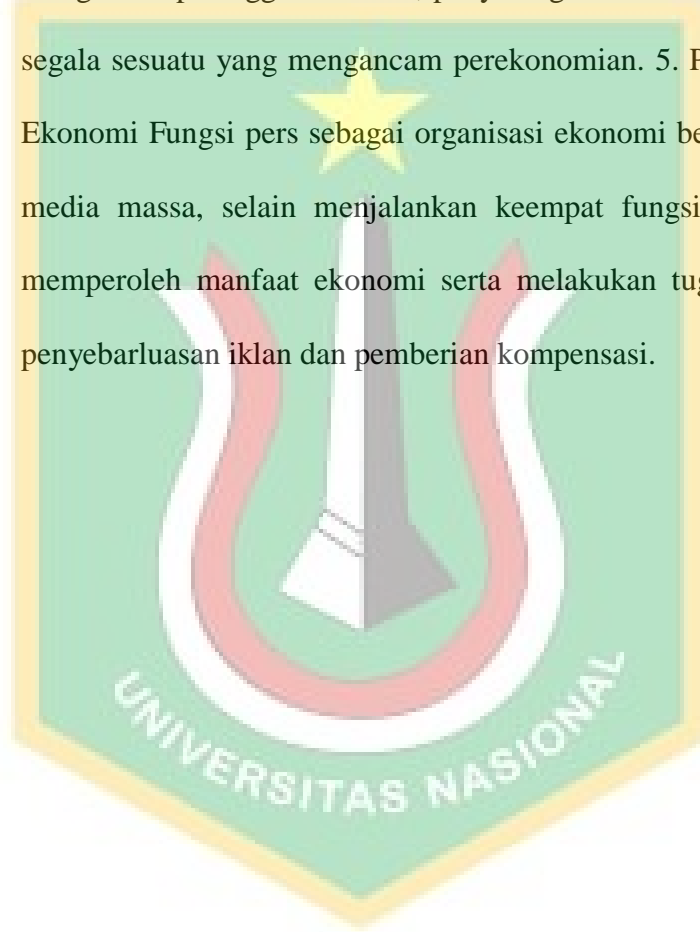 segala sesuatu yang mengancam perekonomian. 5.
Ekonomi Fungsi pers sebagai organisasi ekonomi
media massa, selain menjalankan keempat fungsi
memperoleh manfaat ekonomi serta melakukan
penyebarluasan iklan dan pemberian kompensasi.
UNIVERSITAS NASIONAL